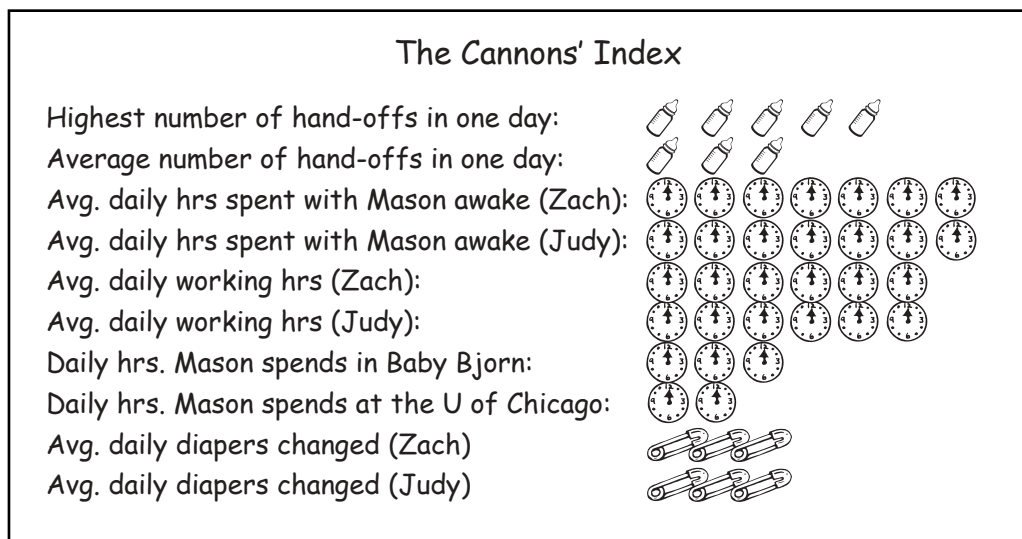 The Cannons' Index
Highest number of hand-offs in one day:
Average number of hand-offs in one day:
Avg. daily hrs spent with Mason awake (Zach):
Avg. daily hrs spent with Mason awake (Judy):
Avg. daily working hrs (Zach):
Avg. daily working hrs (Judy):
Daily hrs. Mason spends in Baby Bjorn:
Daily hrs. Mason spends at the U of Chicago:
Avg. daily diapers changed (Zach)
Avg. daily diapers changed (Judy)